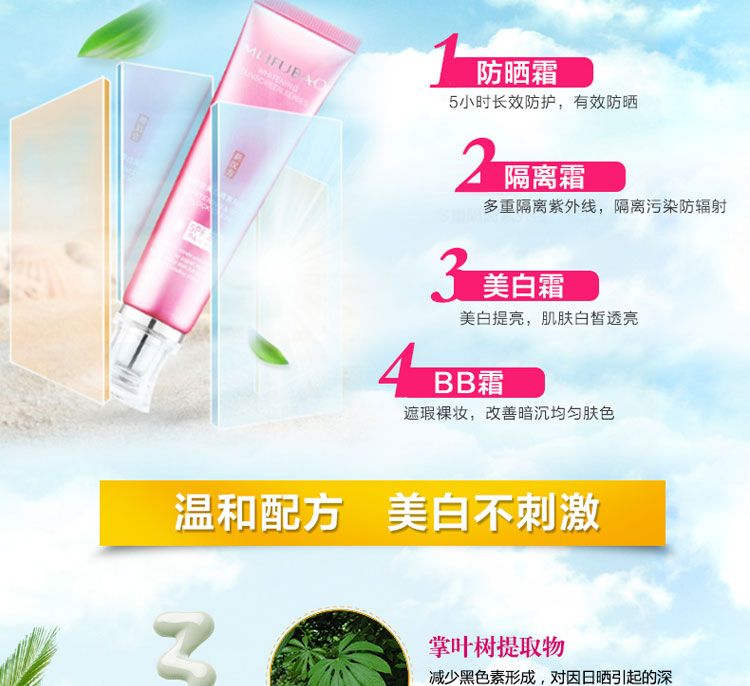 MEIFUBAO
WHITENING
SUNSCREEN SERIES
1 防晒霜
5小时长效防护，有效防晒
2 隔离霜
多重隔离紫外线，隔离污染防辐射
3 美白霜
美白提亮，肌肤白皙透亮
4 BB霜
遮瑕裸妆，改善暗沉均匀肤色
温和配方 美白不刺激
掌叶树提取物
减少黑色素形成，对因日晒引起的深